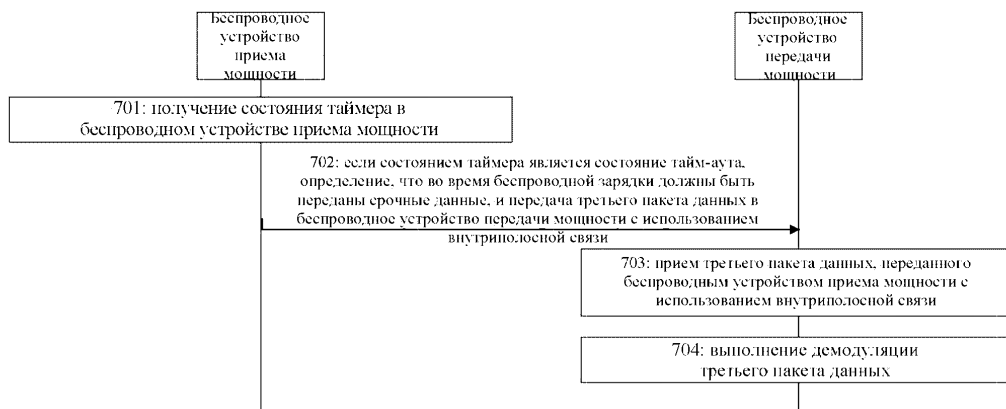 Беспроводное
устройство
приема
мощности
Беспроводное
устройство
передачи
мощности
701: получение состояния таймера в
беспроводном устройстве приема мощности
702: если состоянием таймера является состояние тайм-аута,
определение, что во время беспроводной зарядки должны быть
переданы срочные данные, и передача третьего пакета данных в
беспроводное устройство передачи мощности с использованием
внутриполосной связи
703: прием третьего пакета данных, переданного
беспроводным устройством приема мощности с
использованием внутриполосной связи
704: выполнение демодуляции
третьего пакета данных